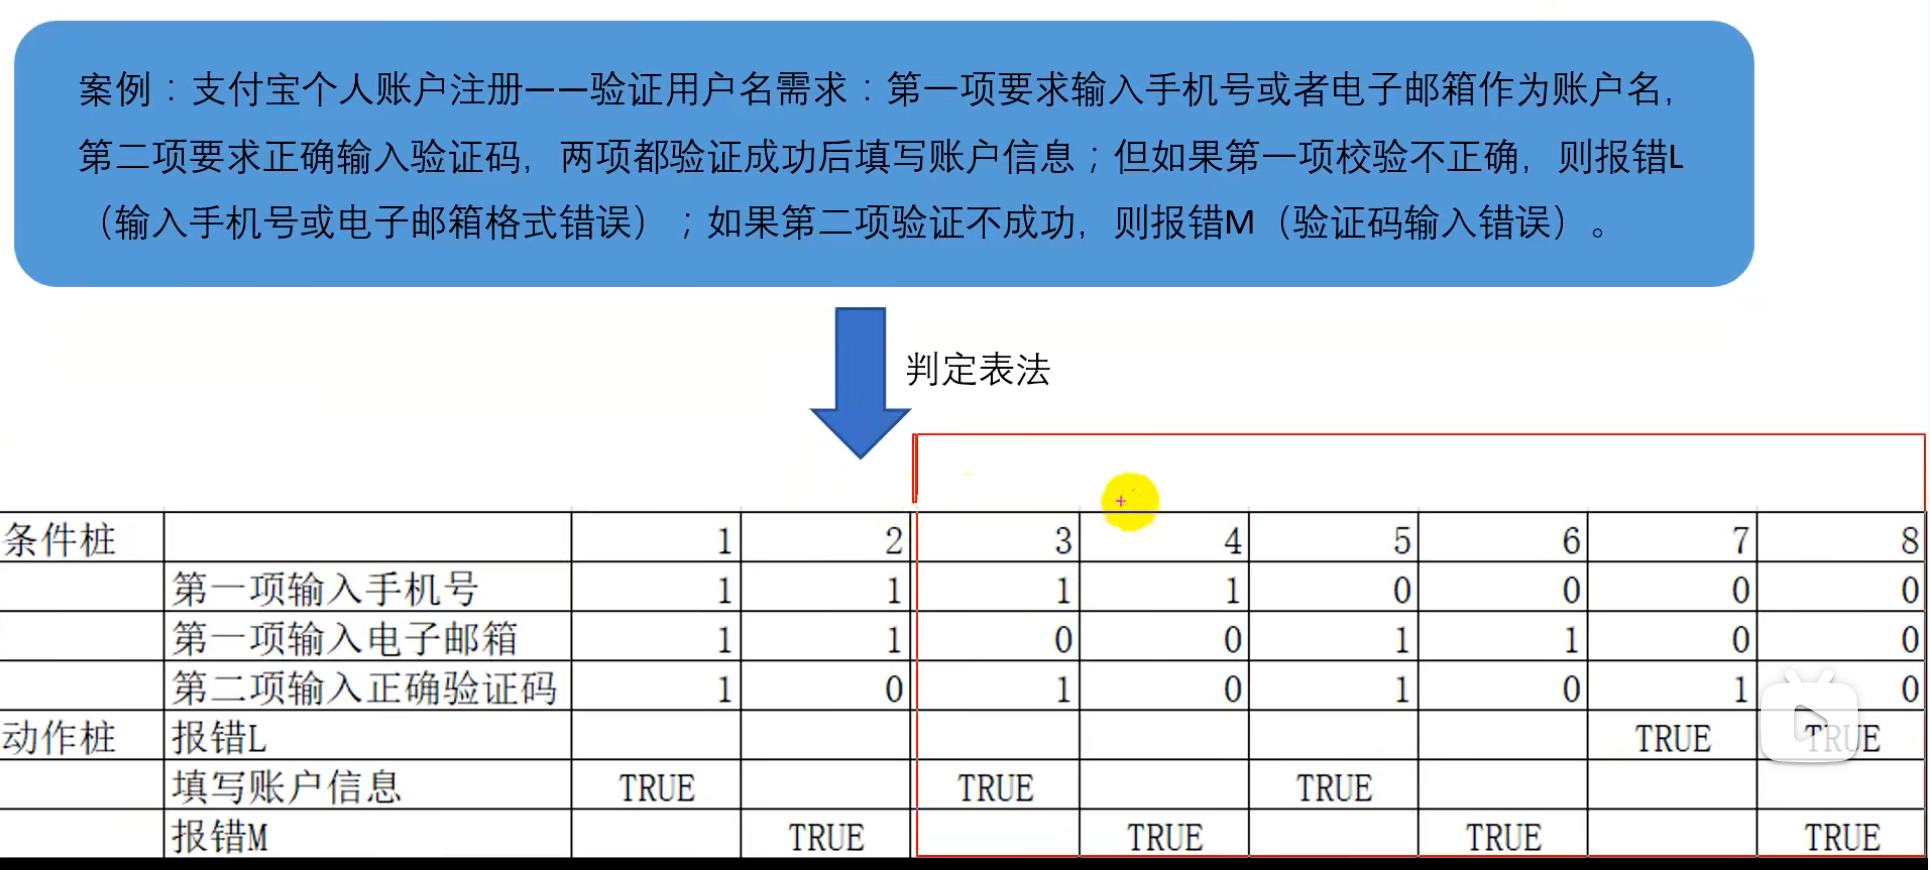 案例：支付宝个人账户注册——验证用户名需求：第一项要求输入手机号或者电子邮箱作为账户名，
第二项要求正确输入验证码，两项都验证成功后填写账户信息；但如果第一项校验不正确，则报错L
（输入手机号或电子邮箱格式错误）；如果第二项验证不成功，则报错M（验证码输入错误）。
判定表法
条件桩 1 2 3 4 5 6 7 8
第一项输入手机号 1 1 1 1 0 0 0 0
第一项输入电子邮箱 1 1 0 0 1 1 0 0
第二项输入正确验证码 1 0 1 0 1 0 1 0
动作桩 报错L TRUE TRUE
填写账户信息 TRUE TRUE TRUE
报错M TRUE TRUE TRUE TRUE